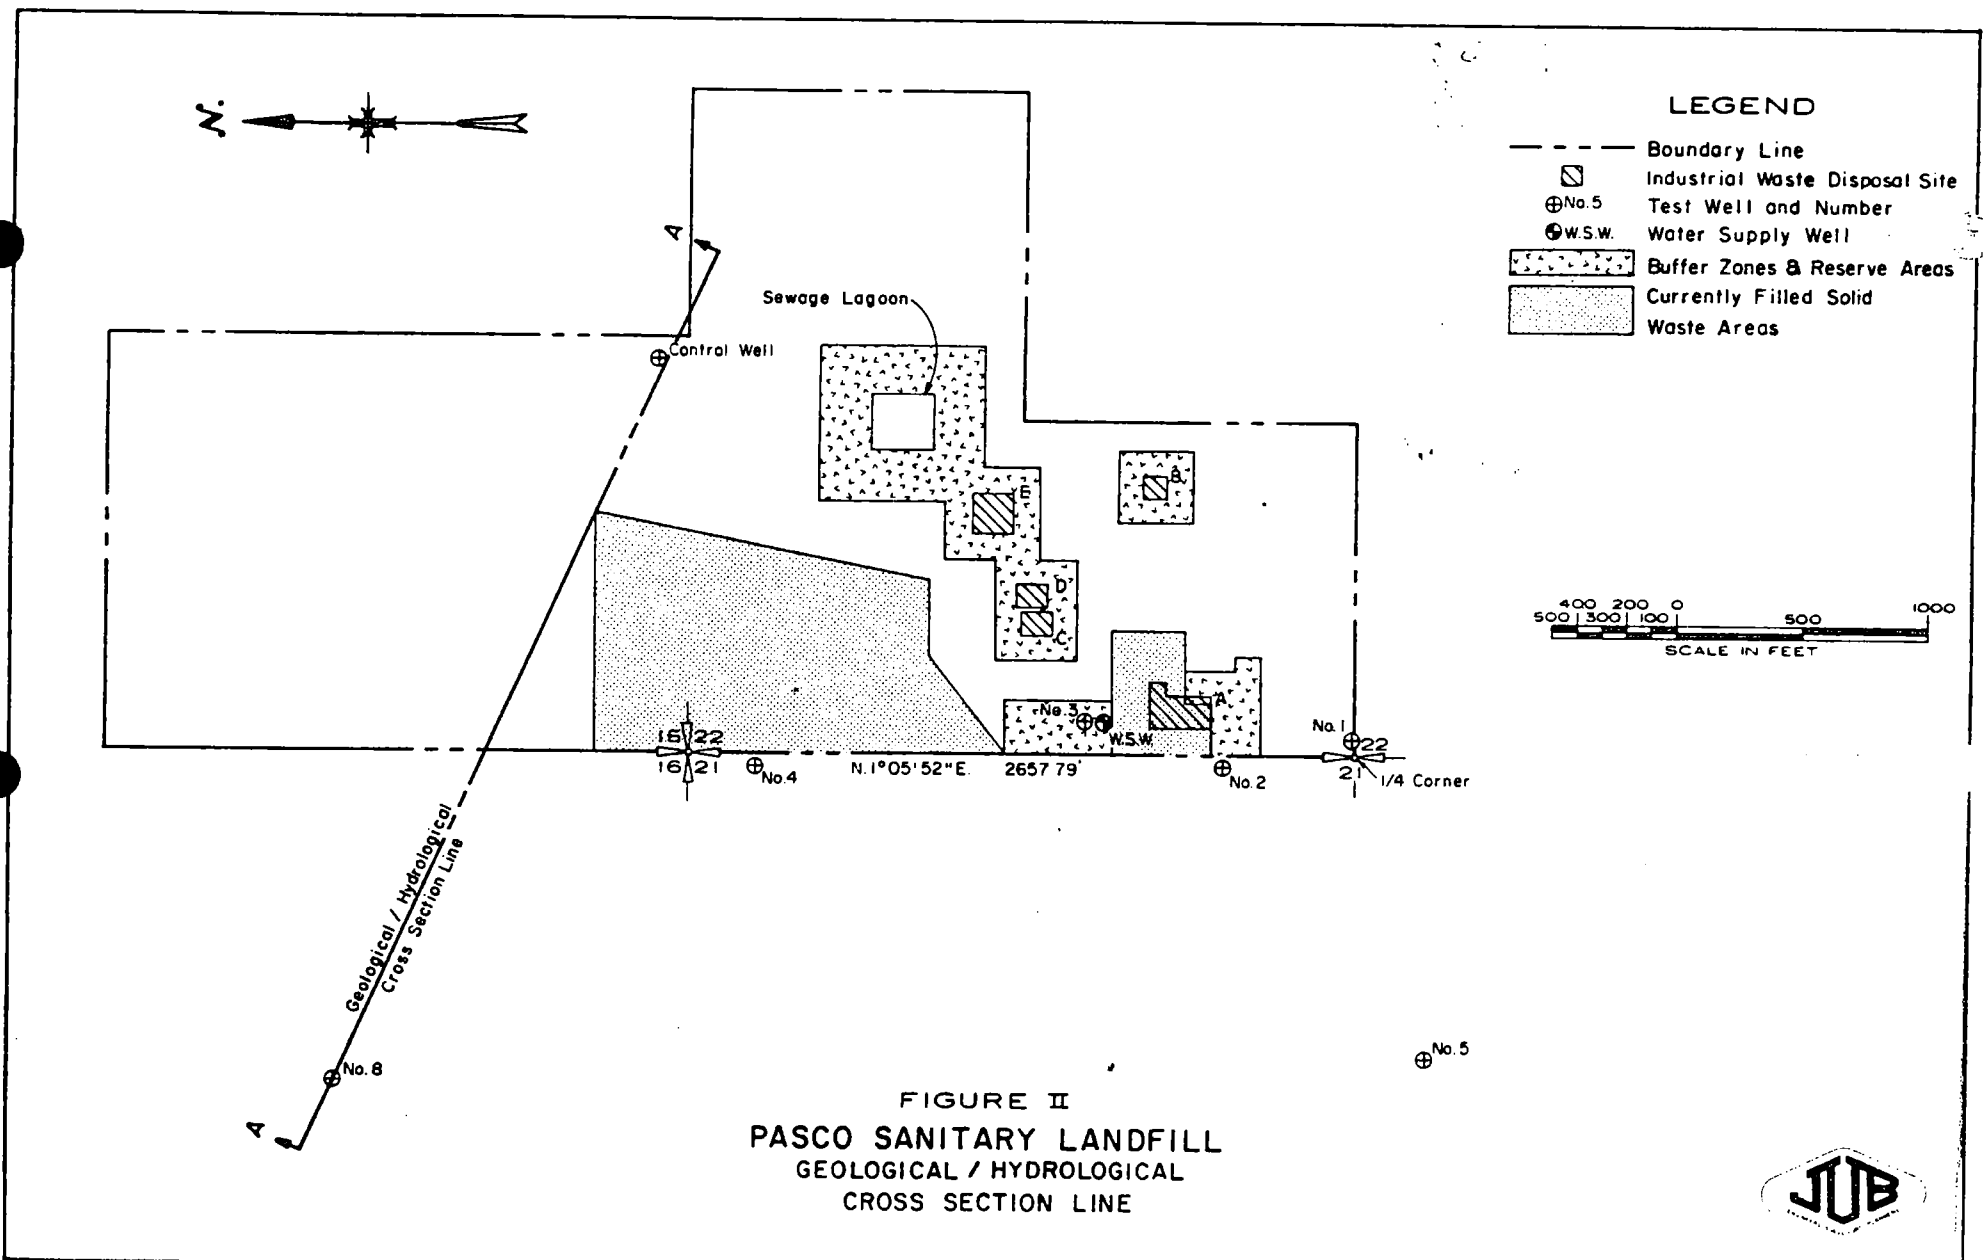 N.
LEGEND
Boundary Line
Industrial Waste Disposal Site
No.5 Test Well and Number
W.S.W. Water Supply Well
Buffer Zones & Reserve Areas
Currently Filled Solid
Waste Areas
A
Sewage Lagoon
Control Well
B
E
D
C
A
400 200 0 1000
500 300 100 500
SCALE IN FEET
No.3
W.S.W.
No.1
16 22
16 21
No.4
N.1°05'52"E. 2657 79'
No.2
22
21
1/4 Corner
Geological / Hydrological
Cross Section Line
No.8
No.5
A
FIGURE II
PASCO SANITARY LANDFILL
GEOLOGICAL / HYDROLOGICAL
CROSS SECTION LINE
JUB